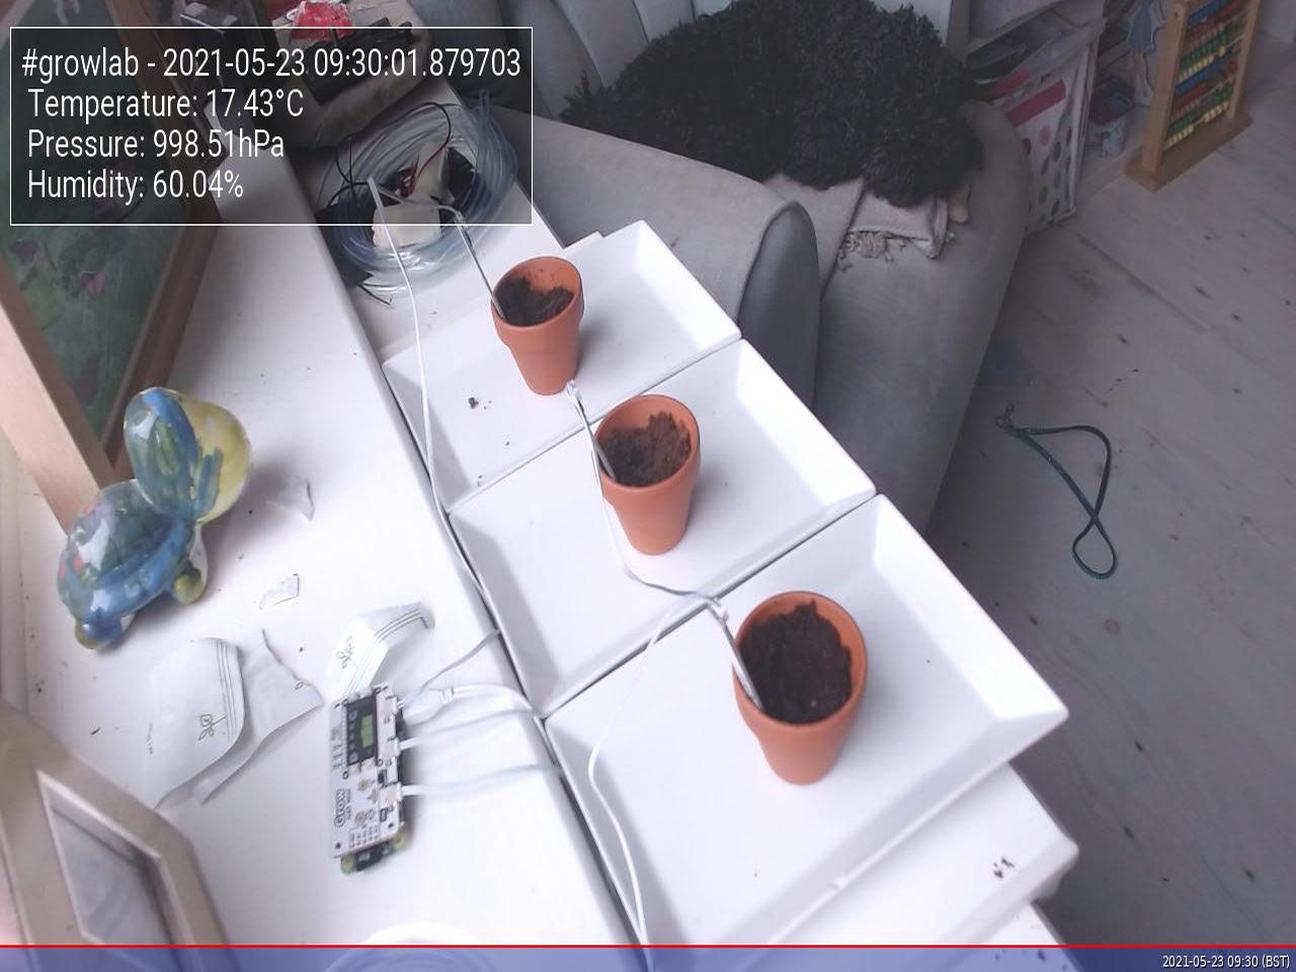 #growlab - 2021-05-23 09:30:01.879703
Temperature: 17.43°C
Pressure: 998.51hPa
Humidity: 60.04%
GROW
2021-05-23 09:30 (BST)